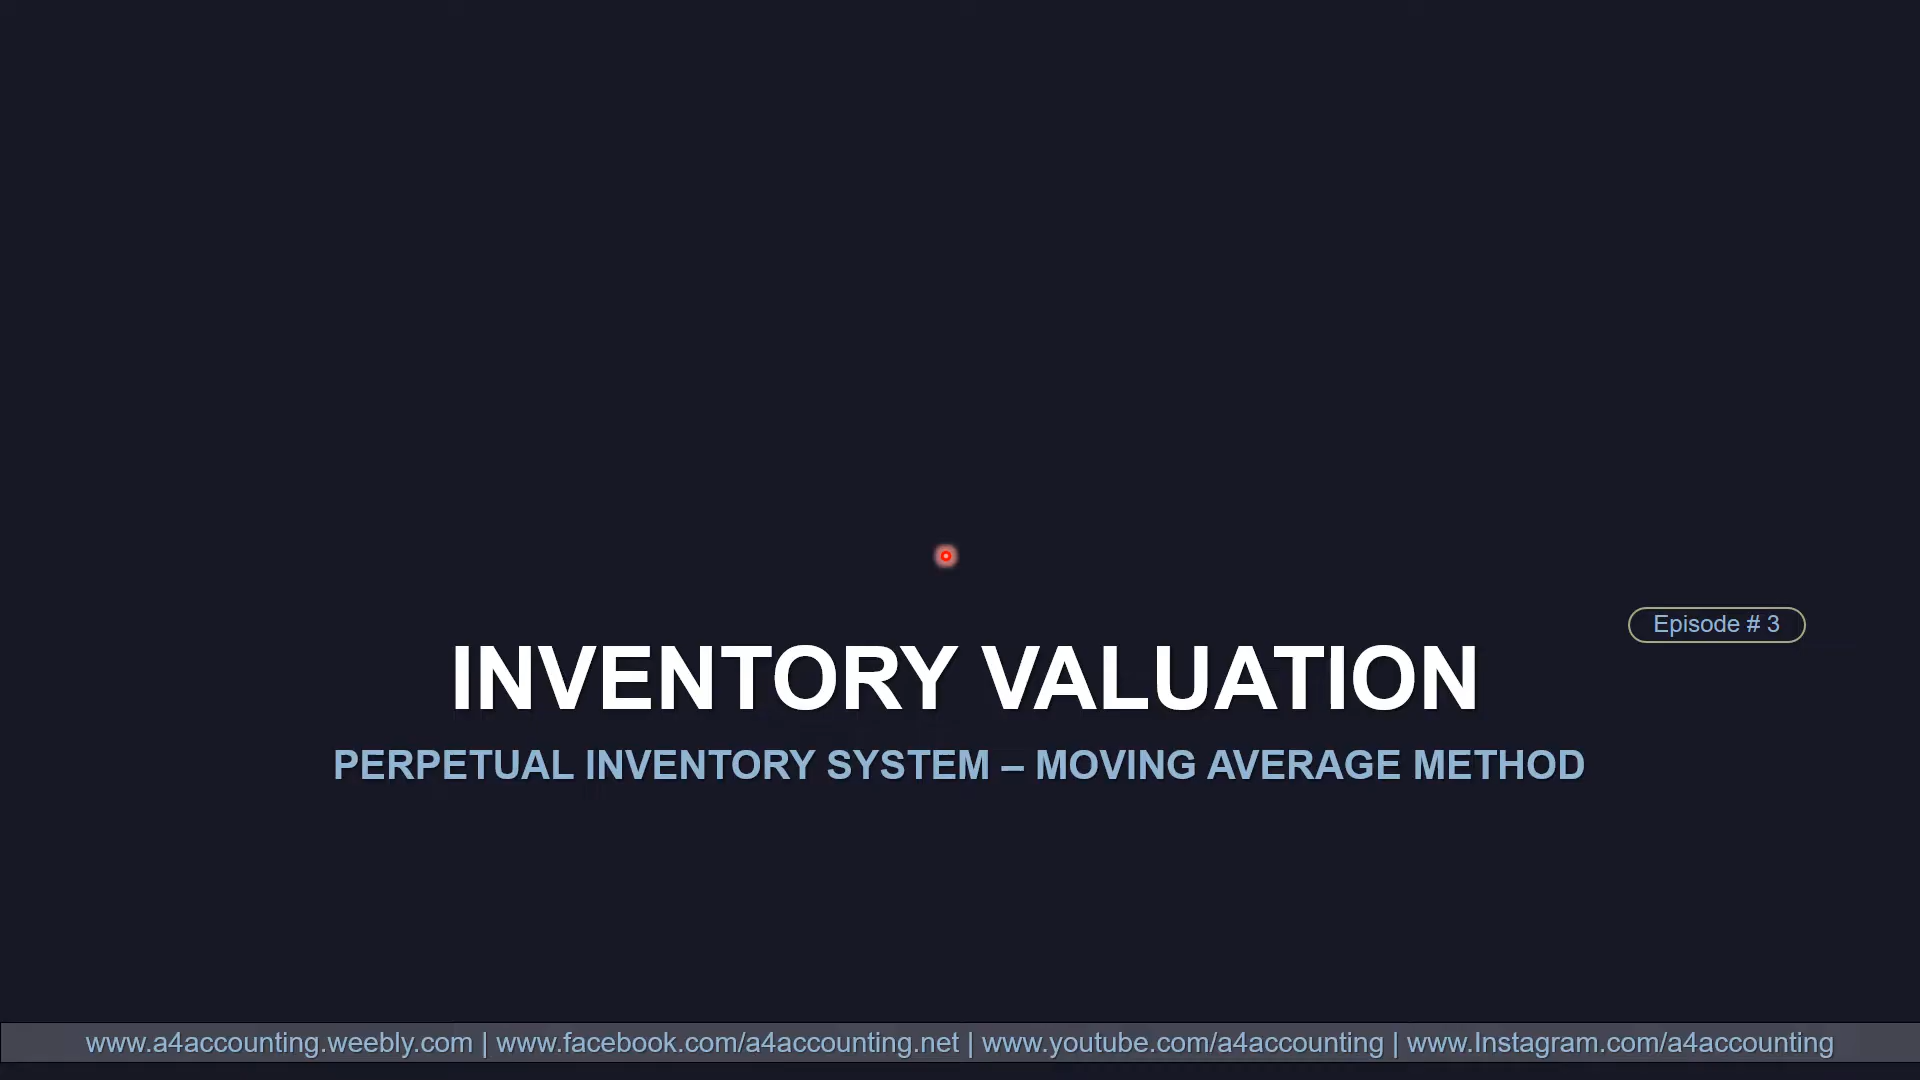 Episode # 3
INVENTORY VALUATION
PERPETUAL INVENTORY SYSTEM – MOVING AVERAGE METHOD
www.a4accounting.weebly.com | www.facebook.com/a4accounting.net | www.youtube.com/a4accounting | www.Instagram.com/a4accounting